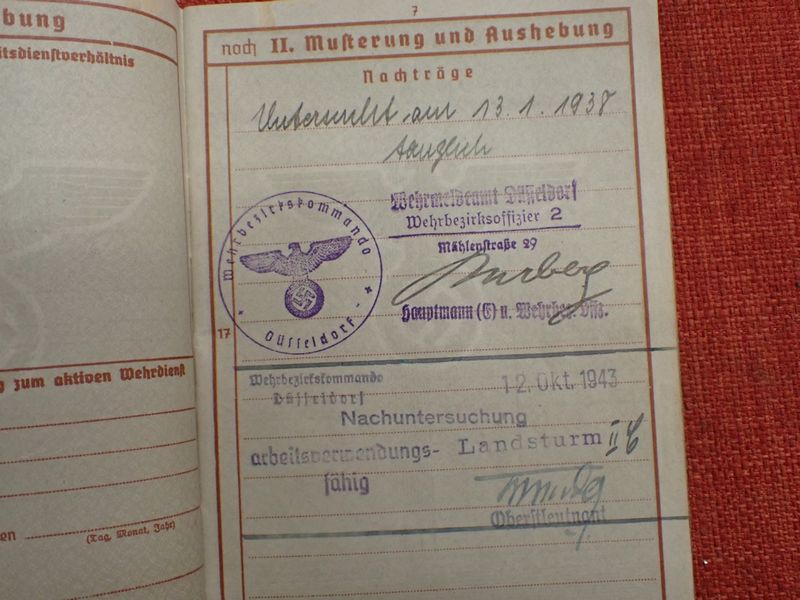 bung
itsdienstverhältnis
g zum aktiven Wehrdienst
en
(Tag, Monat, Jahr)
7
noch II. Musterung und Aushebung
Nachträge
Untersucht am 13.1.1938
tauglich
Wehrbezirkskommando
Düsseldorf
Wehrmeldeamt Düsseldorf
Wehrbezirksoffizier 2
Mühlenstraße 29
Hauptmann (E) u. Wehrbez. Offz.
17
Wehrbezirkskommando
Düsseldorf
12. Okt. 1943
Nachuntersuchung
arbeitsverwendungs-
fähig
Landsturm II
Oberstleutnant